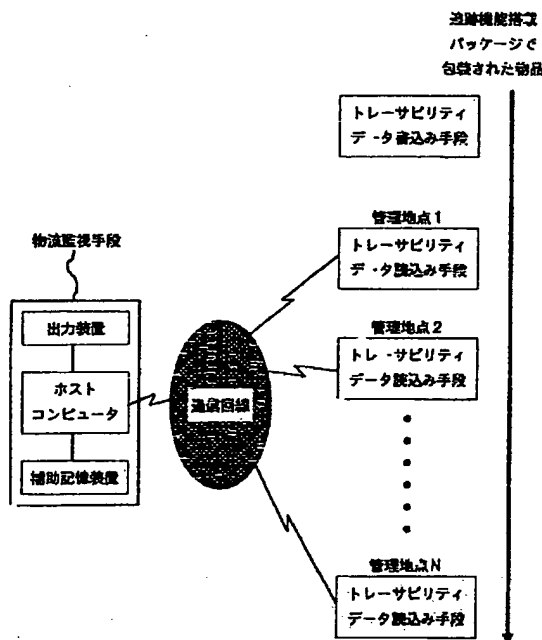 追跡機能搭載
パッケージで
包装された物品
トレーサビリティ
データ書込み手段
管理地点1
トレーサビリティ
データ読込み手段
物流監視手段
出力装置
ホスト
コンピュータ
補助記憶装置
通信回線
管理地点2
トレーサビリティ
データ読込み手段
管理地点N
トレーサビリティ
データ読込み手段